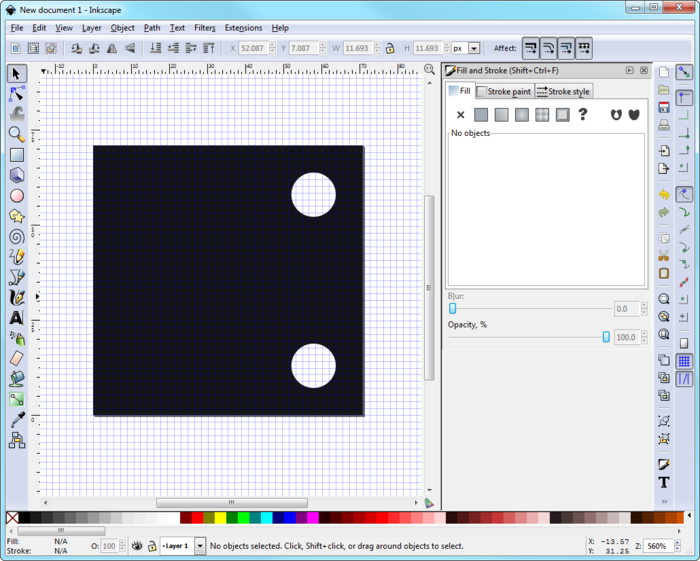 New document 1 - Inkscape
File Edit View Layer Object Path Text Filters Extensions Help
X 52.087 Y 7.087 W 11.693 H 11.693 px Affect:
Fill and Stroke (Shift+Ctrl+F)
Fill Stroke paint Stroke style
No objects
Blur:
0.0
Opacity, %
100.0
Fill: N/A
Stroke: N/A
O: 100
Layer 1
No objects selected. Click, Shift+click, or drag around objects to select.
X: -13.57
Y: 31.25
Z: 560%